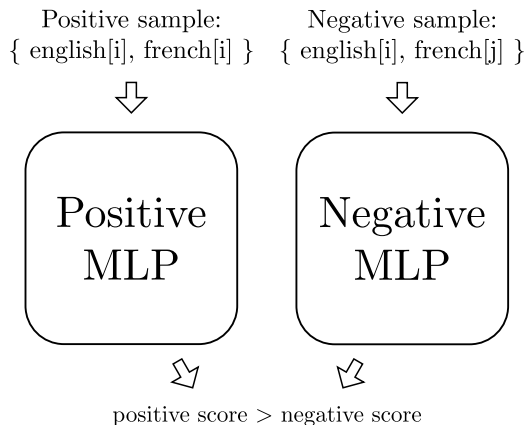 Positive sample:
{ english[i], french[i] }
Negative sample:
{ english[i], french[j] }
Positive
MLP
Negative
MLP
positive score > negative score